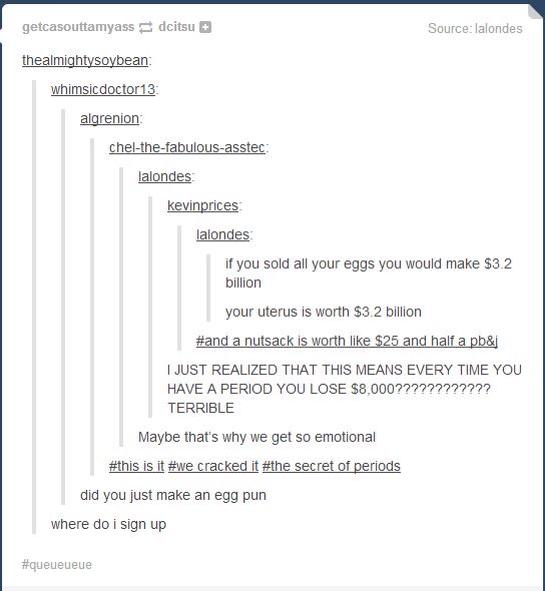 getcasouttamyass dcitsu
Source: lalondes
thealmightysoybean:
whimsicdoctor13:
algrenion:
chel-the-fabulous-asstec:
lalondes:
kevinprices:
lalondes:
if you sold all your eggs you would make $3.2
billion
your uterus is worth $3.2 billion
#and a nutsack is worth like $25 and half a pb&j
I JUST REALIZED THAT THIS MEANS EVERY TIME YOU
HAVE A PERIOD YOU LOSE $8,000????????????
TERRIBLE
Maybe that's why we get so emotional
#this is it #we cracked it #the secret of periods
did you just make an egg pun
where do i sign up
#queueueue